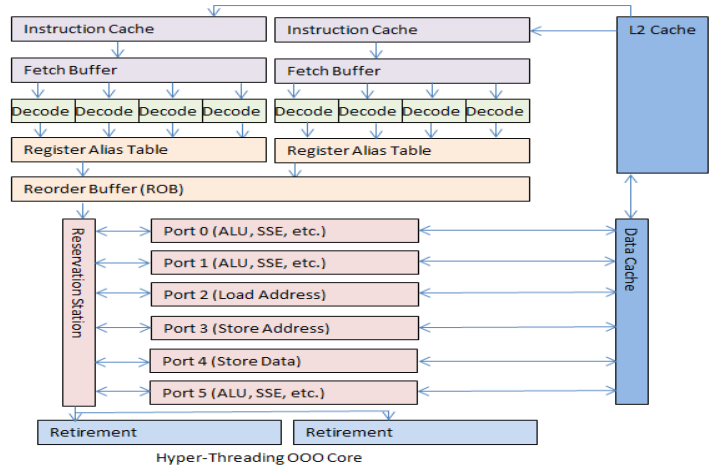 Instruction Cache
Instruction Cache
L2 Cache
Fetch Buffer
Fetch Buffer
Decode Decode Decode Decode
Decode Decode Decode Decode
Register Alias Table
Register Alias Table
Reorder Buffer (ROB)
Reservation Station
Port 0 (ALU, SSE, etc.)
Port 1 (ALU, SSE, etc.)
Port 2 (Load Address)
Port 3 (Store Address)
Port 4 (Store Data)
Port 5 (ALU, SSE, etc.)
Data Cache
Retirement
Retirement
Hyper-Threading OOO Core